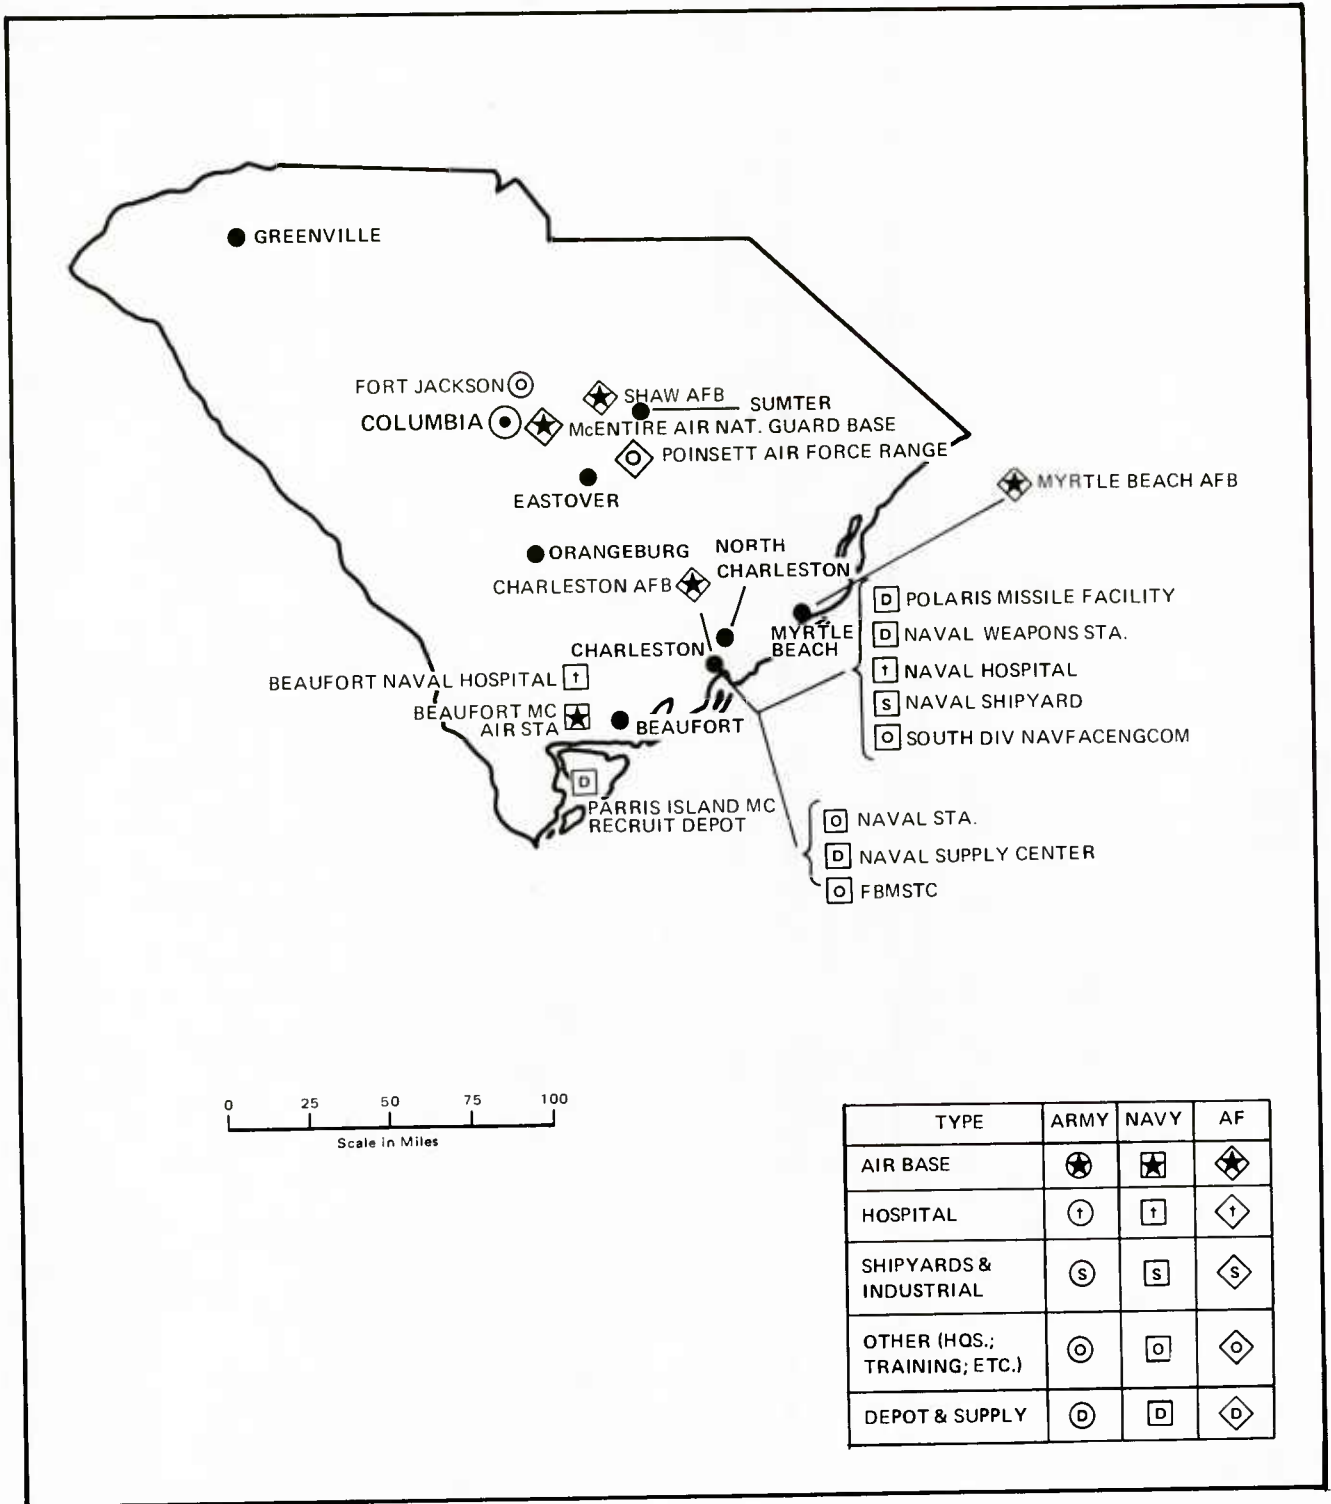 GREENVILLE
FORT JACKSON
SHAW AFB
SUMTER
COLUMBIA
McENTIRE AIR NAT. GUARD BASE
POINSETT AIR FORCE RANGE
MYRTLE BEACH AFB
EASTOVER
ORANGEBURG
NORTH
CHARLESTON
CHARLESTON AFB
D POLARIS MISSILE FACILITY
D NAVAL WEAPONS STA.
MYRTLE
BEACH
CHARLESTON
† NAVAL HOSPITAL
BEAUFORT NAVAL HOSPITAL †
S NAVAL SHIPYARD
BEAUFORT MC
AIR STA
BEAUFORT
O SOUTH DIV NAVFACENGCOM
D
PARRIS ISLAND MC
RECRUIT DEPOT
O NAVAL STA.
D NAVAL SUPPLY CENTER
O FBMSTC
0 25 50 75 100
Scale in Miles
TYPE ARMY NAVY AF
AIR BASE
HOSPITAL † † †
SHIPYARDS &
INDUSTRIAL S S S
OTHER (HQS.;
TRAINING; ETC.) O O O
DEPOT & SUPPLY D D D